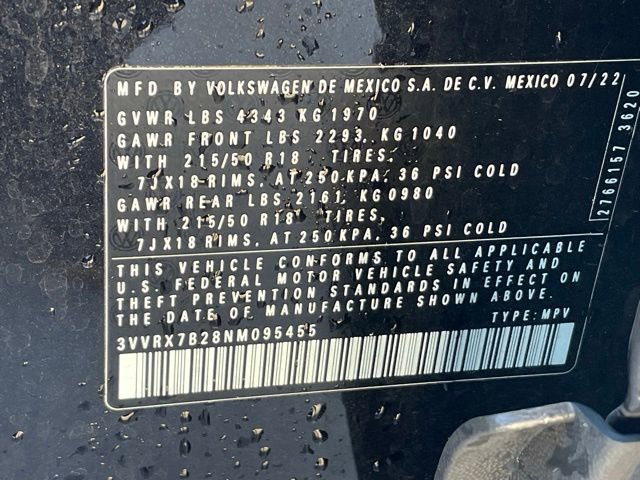 MFD BY VOLKSWAGEN DE MEXICO S.A. DE C.V. MEXICO 07/22
GVWR LBS 4343 KG 1970
GAWR FRONT LBS 2293, KG 1040
WITH 215/50 R18 TIRES,
7JX18 RIMS, AT 250 KPA, 36 PSI COLD
GAWR REAR LBS 2161, KG 0980
WITH 215/50 R18 TIRES,
7JX18 RIMS, AT 250 KPA, 36 PSI COLD
THIS VEHICLE CONFORMS TO ALL APPLICABLE
U.S. FEDERAL MOTOR VEHICLE SAFETY AND
THEFT PREVENTION STANDARDS IN EFFECT ON
THE DATE OF MANUFACTURE SHOWN ABOVE.
3VVRX7B28NM095455 TYPE: MPV
2766157 3620